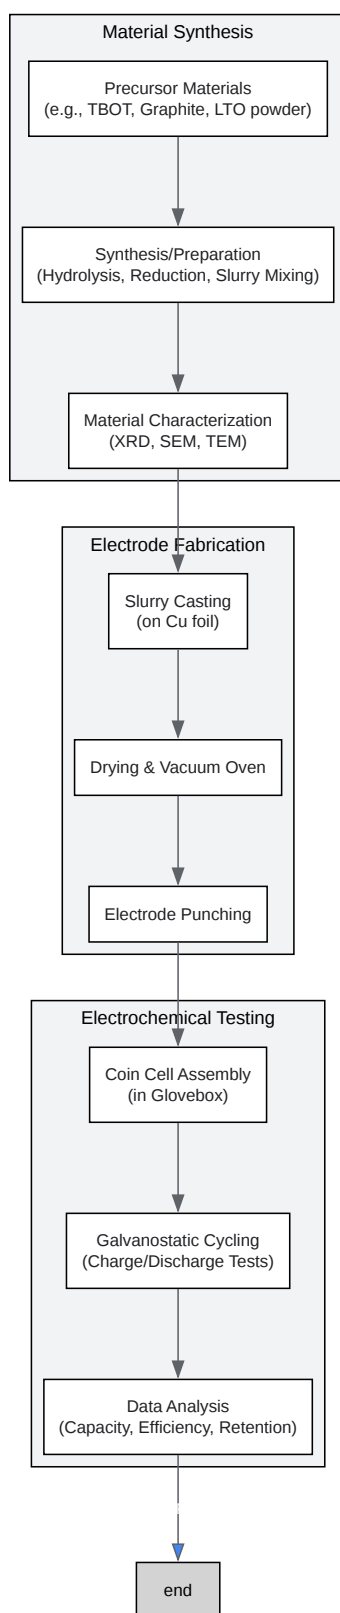 Material Synthesis
Precursor Materials
(e.g., TBOT, Graphite, LTO powder)
Synthesis/Preparation
(Hydrolysis, Reduction, Slurry Mixing)
Material Characterization
(XRD, SEM, TEM)
Electrode Fabrication
Slurry Casting
(on Cu foil)
Drying & Vacuum Oven
Electrode Punching
Electrochemical Testing
Coin Cell Assembly
(in Glovebox)
Galvanostatic Cycling
(Charge/Discharge Tests)
Data Analysis
(Capacity, Efficiency, Retention)
end